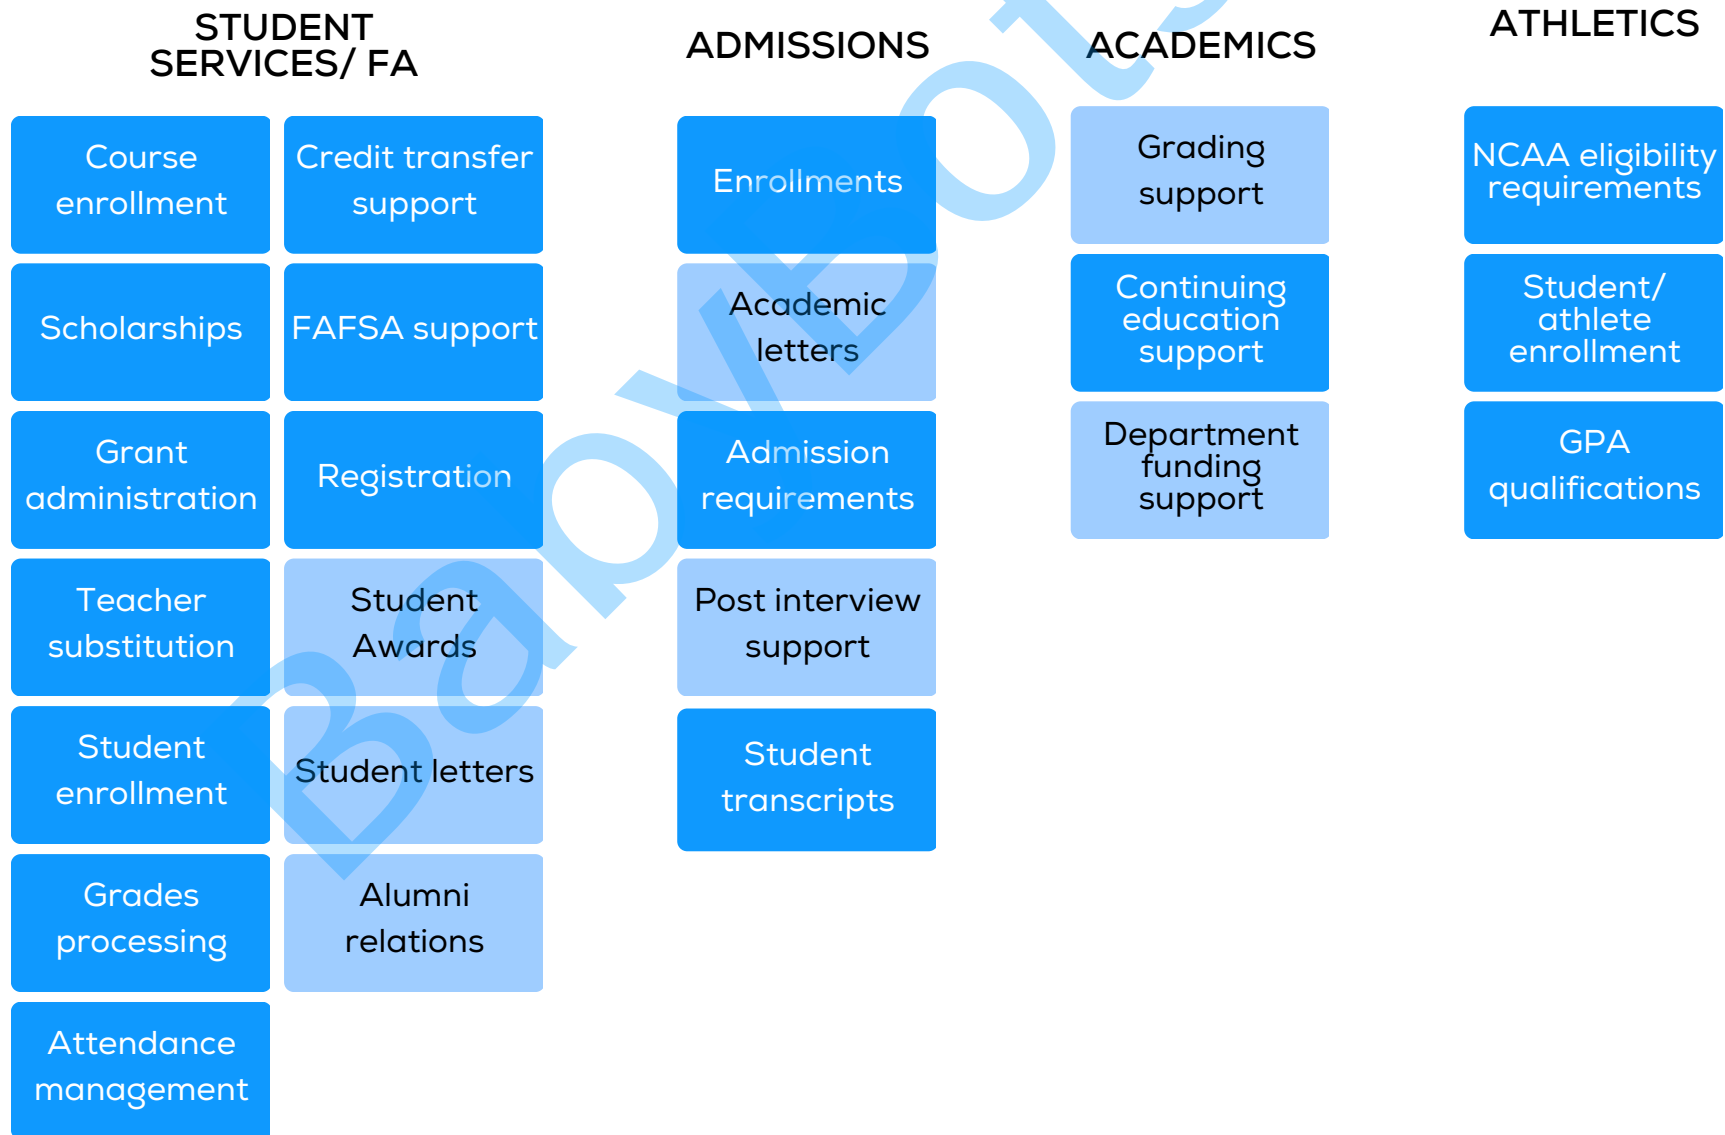 STUDENT
SERVICES/ FA
Course
enrollment
Credit transfer
support
Scholarships
FAFSA support
Grant
administration
Registration
Teacher
substitution
Student
Awards
Student
enrollment
Student letters
Grades
processing
Alumni
relations
Attendance
management
ADMISSIONS
Enrollments
Academic
letters
Admission
requirements
Post interview
support
Student
transcripts
ACADEMICS
Grading
support
Continuing
education
support
Department
funding
support
ATHLETICS
NCAA eligibility
requirements
Student/
athlete
enrollment
GPA
qualifications
BabyBots